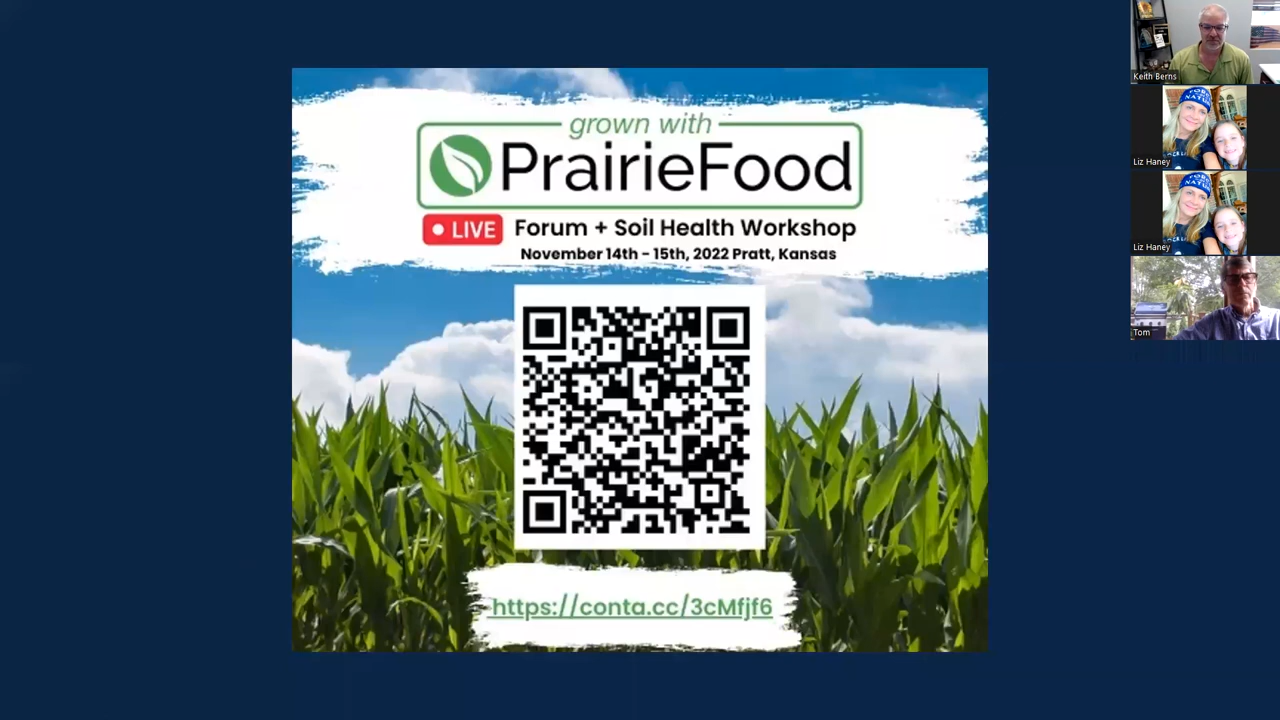 grown with
PrairieFood
LIVE
Forum + Soil Health Workshop
November 14th - 15th, 2022 Pratt, Kansas
https://conta.cc/3cMfjf6
Keith Berns
Liz Haney
Liz Haney
Tom